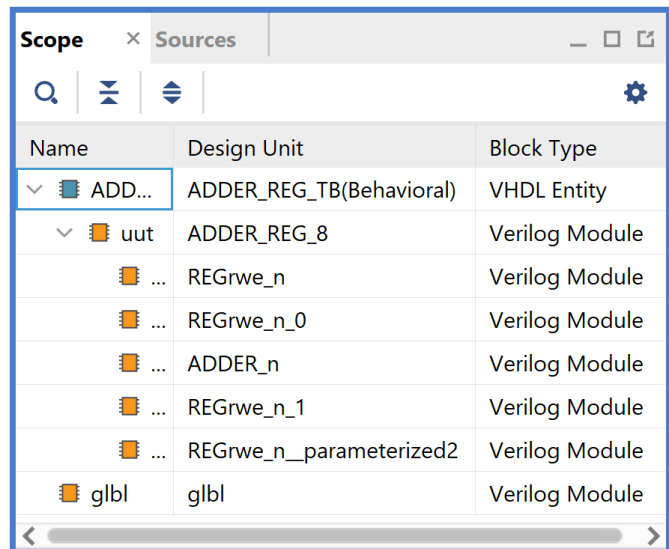 Scope × Sources
Name Design Unit Block Type
ADD... ADDER_REG_TB(Behavioral) VHDL Entity
uut ADDER_REG_8 Verilog Module
... REGrwe_n Verilog Module
... REGrwe_n_0 Verilog Module
... ADDER_n Verilog Module
... REGrwe_n_1 Verilog Module
... REGrwe_n__parameterized2 Verilog Module
glbl glbl Verilog Module